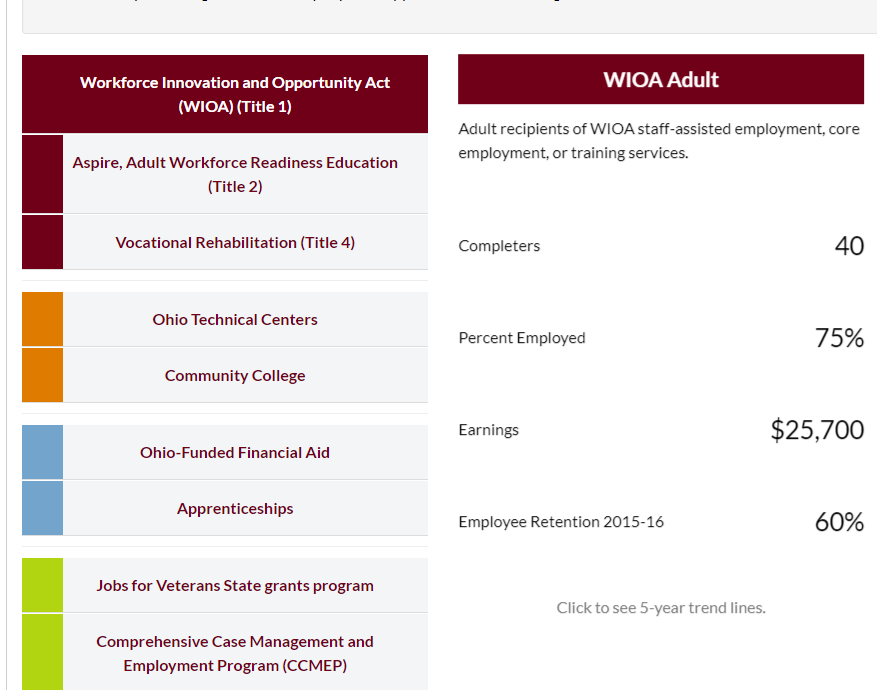 Workforce Innovation and Opportunity Act
(WIOA) (Title 1)
Aspire, Adult Workforce Readiness Education
(Title 2)
Vocational Rehabilitation (Title 4)
Ohio Technical Centers
Community College
Ohio-Funded Financial Aid
Apprenticeships
Jobs for Veterans State grants program
Comprehensive Case Management and
Employment Program (CCMEP)
WIOA Adult
Adult recipients of WIOA staff-assisted employment, core
employment, or training services.
Completers 40
Percent Employed 75%
Earnings $25,700
Employee Retention 2015-16 60%
Click to see 5-year trend lines.